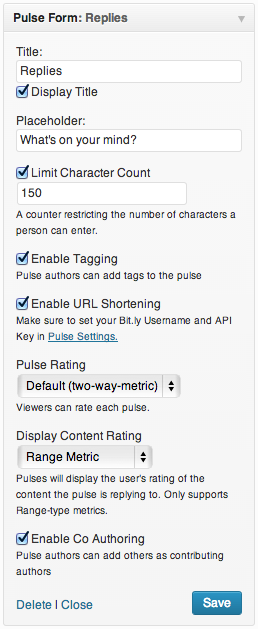 Pulse Form: Replies
Title:
Replies
Display Title
Placeholder:
What's on your mind?
Limit Character Count
150
A counter restricting the number of characters a
person can enter.
Enable Tagging
Pulse authors can add tags to the pulse
Enable URL Shortening
Make sure to set your Bit.ly Username and API
Key in Pulse Settings.
Pulse Rating
Default (two-way-metric)
Viewers can rate each pulse.
Display Content Rating
Range Metric
Pulses will display the user's rating of the
content the pulse is replying to. Only supports
Range-type metrics.
Enable Co Authoring
Pulse authors can add others as contributing
authors
Delete | Close
Save